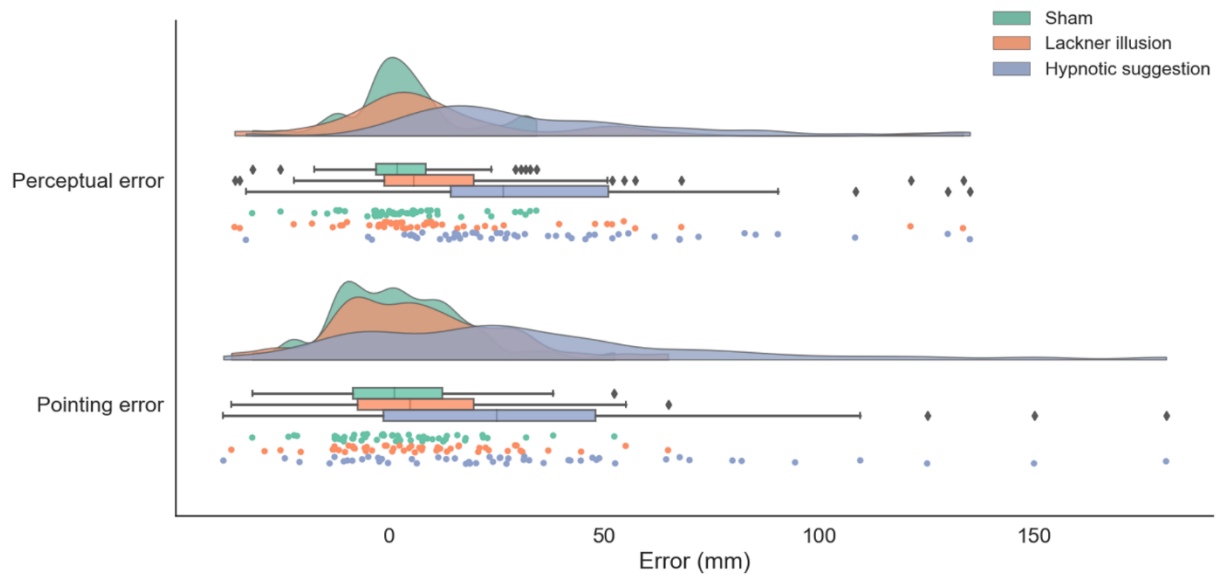 Sham
Lackner illusion
Hypnotic suggestion
Perceptual error
Pointing error
0 50 100 150
Error (mm)